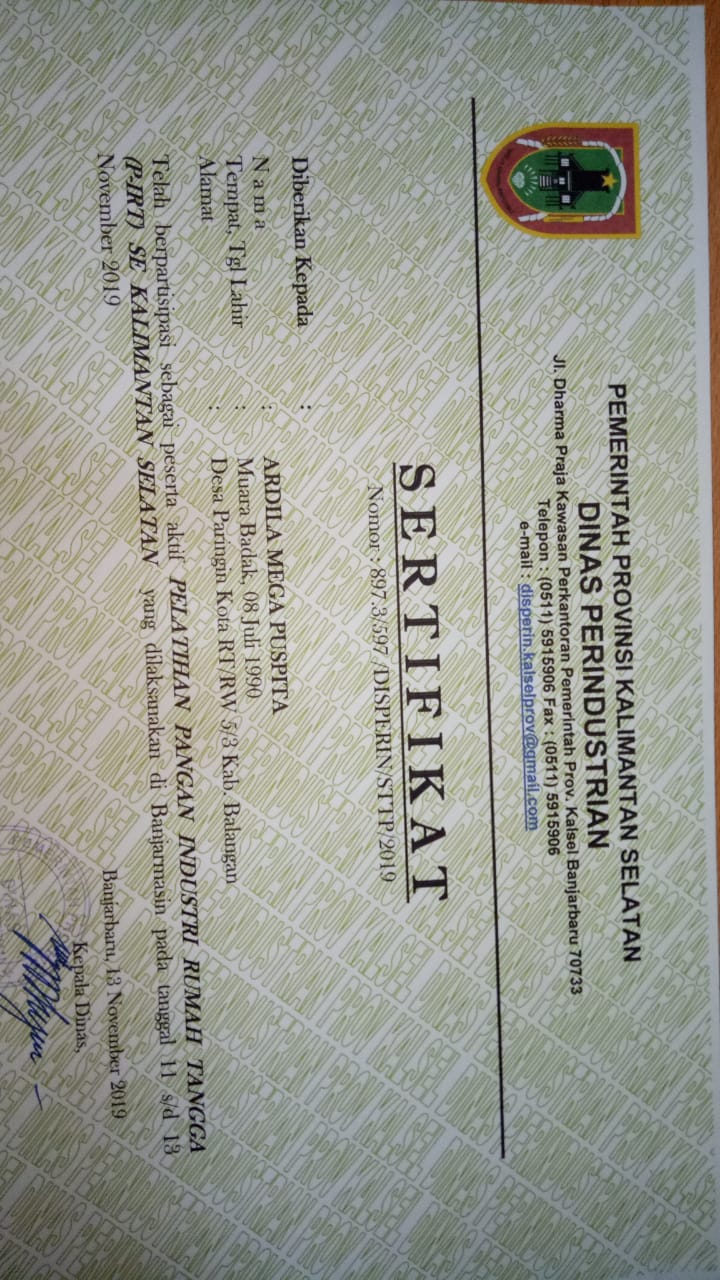 PEMERINTAH PROVINSI KALIMANTAN SELATAN
DINAS PERINDUSTRIAN
Jl. Dharma Praja Kawasan Perkantoran Pemerintah Prov. Kalsel Banjarbaru 70733
Telepon : (0511) 5915906 Fax : (0511) 5915906
e-mail : disperin.kalselprov@gmail.com
SERTIFIKAT
Nomor : 897.3/597 /DISPERIN/STTP/2019
Diberikan Kepada :
N a m a : ARDILA MEGA PUSPITA
Tempat, Tgl Lahir : Muara Badak, 08 Juli 1990
Alamat : Desa Paringin Kota RT/RW 5/3 Kab. Balangan
Telah berpartisipasi sebagai peserta aktif PELATIHAN PANGAN INDUSTRI RUMAH TANGGA
(P-IRT) SE KALIMANTAN SELATAN yang dilaksanakan di Banjarmasin pada tanggal 11 s/d 13
November 2019
Banjarbaru, 13 November 2019
Kepala Dinas,